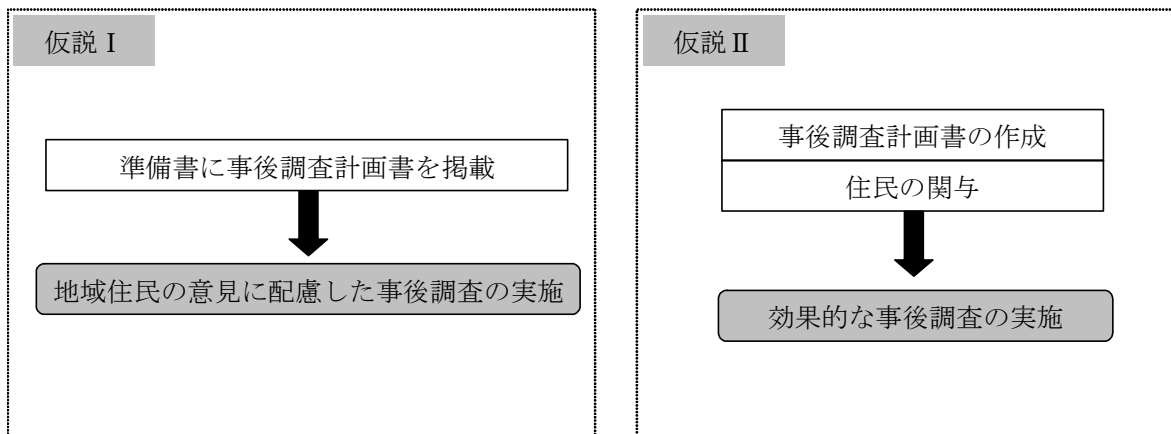 仮説Ⅰ
準備書に事後調査計画書を掲載
地域住民の意見に配慮した事後調査の実施
仮説Ⅱ
事後調査計画書の作成
住民の関与
効果的な事後調査の実施